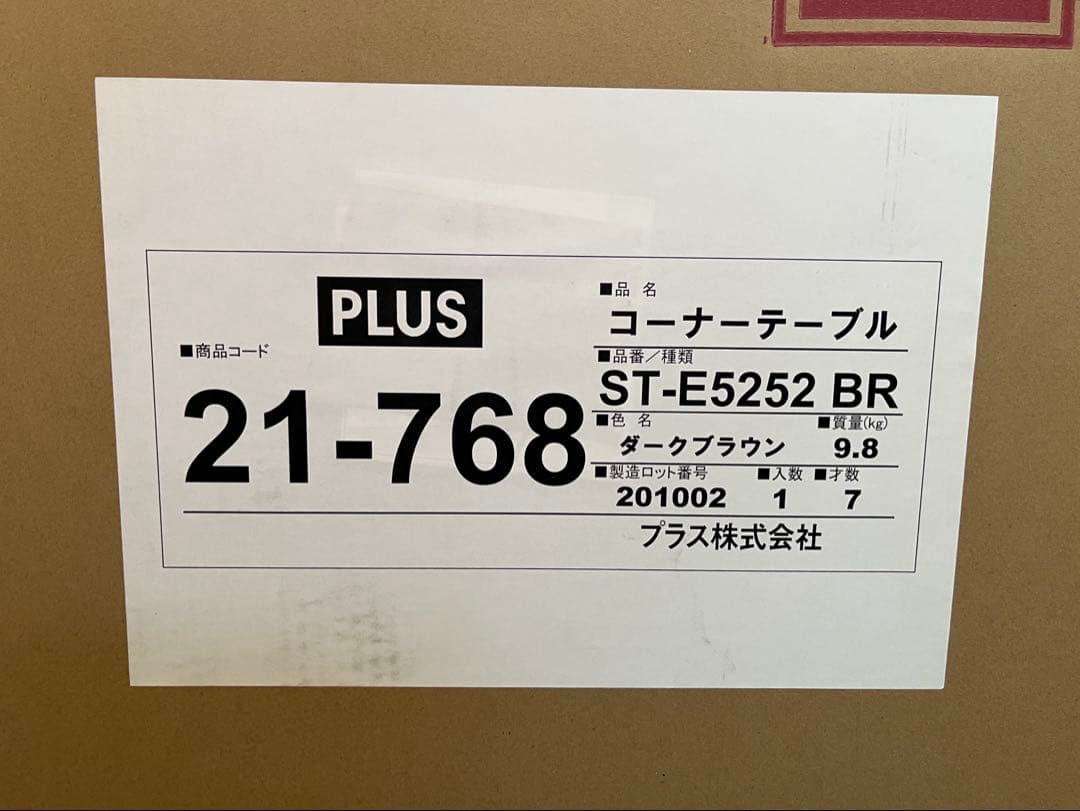 PLUS
■商品コード
21-768
■品 名
コーナーテーブル
■品番／種類
ST-E5252 BR
■色 名 ■質量(kg)
ダークブラウン 9.8
■製造ロット番号 ■入数 ■才数
201002 1 7
プラス株式会社